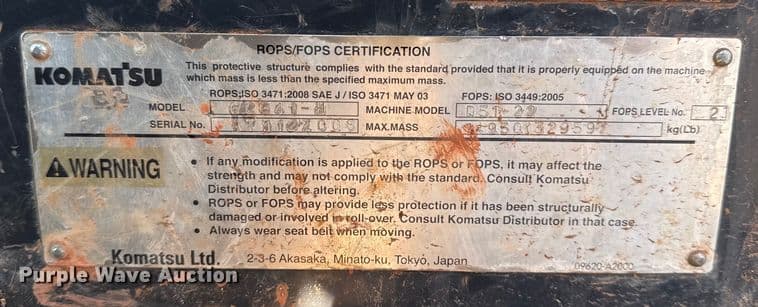 ROPS/FOPS CERTIFICATION
KOMATSU
This protective structure complies with the standard provided that it is properly equipped on the machine
which mass is less than the specified maximum mass.
ROPS:ISO 3471:2008 SAE J / ISO 3471 MAY 03 FOPS: ISO 3449:2005
MODEL MACHINE MODEL D51-22 FOPS LEVEL No. 2
SERIAL No. MAX.MASS kg(Lb)
WARNING
• If any modification is applied to the ROPS or FOPS, it may affect the
strength and may not comply with the standard. Consult Komatsu
Distributor before altering.
• ROPS or FOPS may provide less protection if it has been structurally
damaged or involved in roll-over. Consult Komatsu Distributor in that case.
• Always wear seat belt when moving.
Komatsu Ltd. 2-3-6 Akasaka, Minato-ku, Tokyo, Japan
09620-A2000
Purple Wave Auction